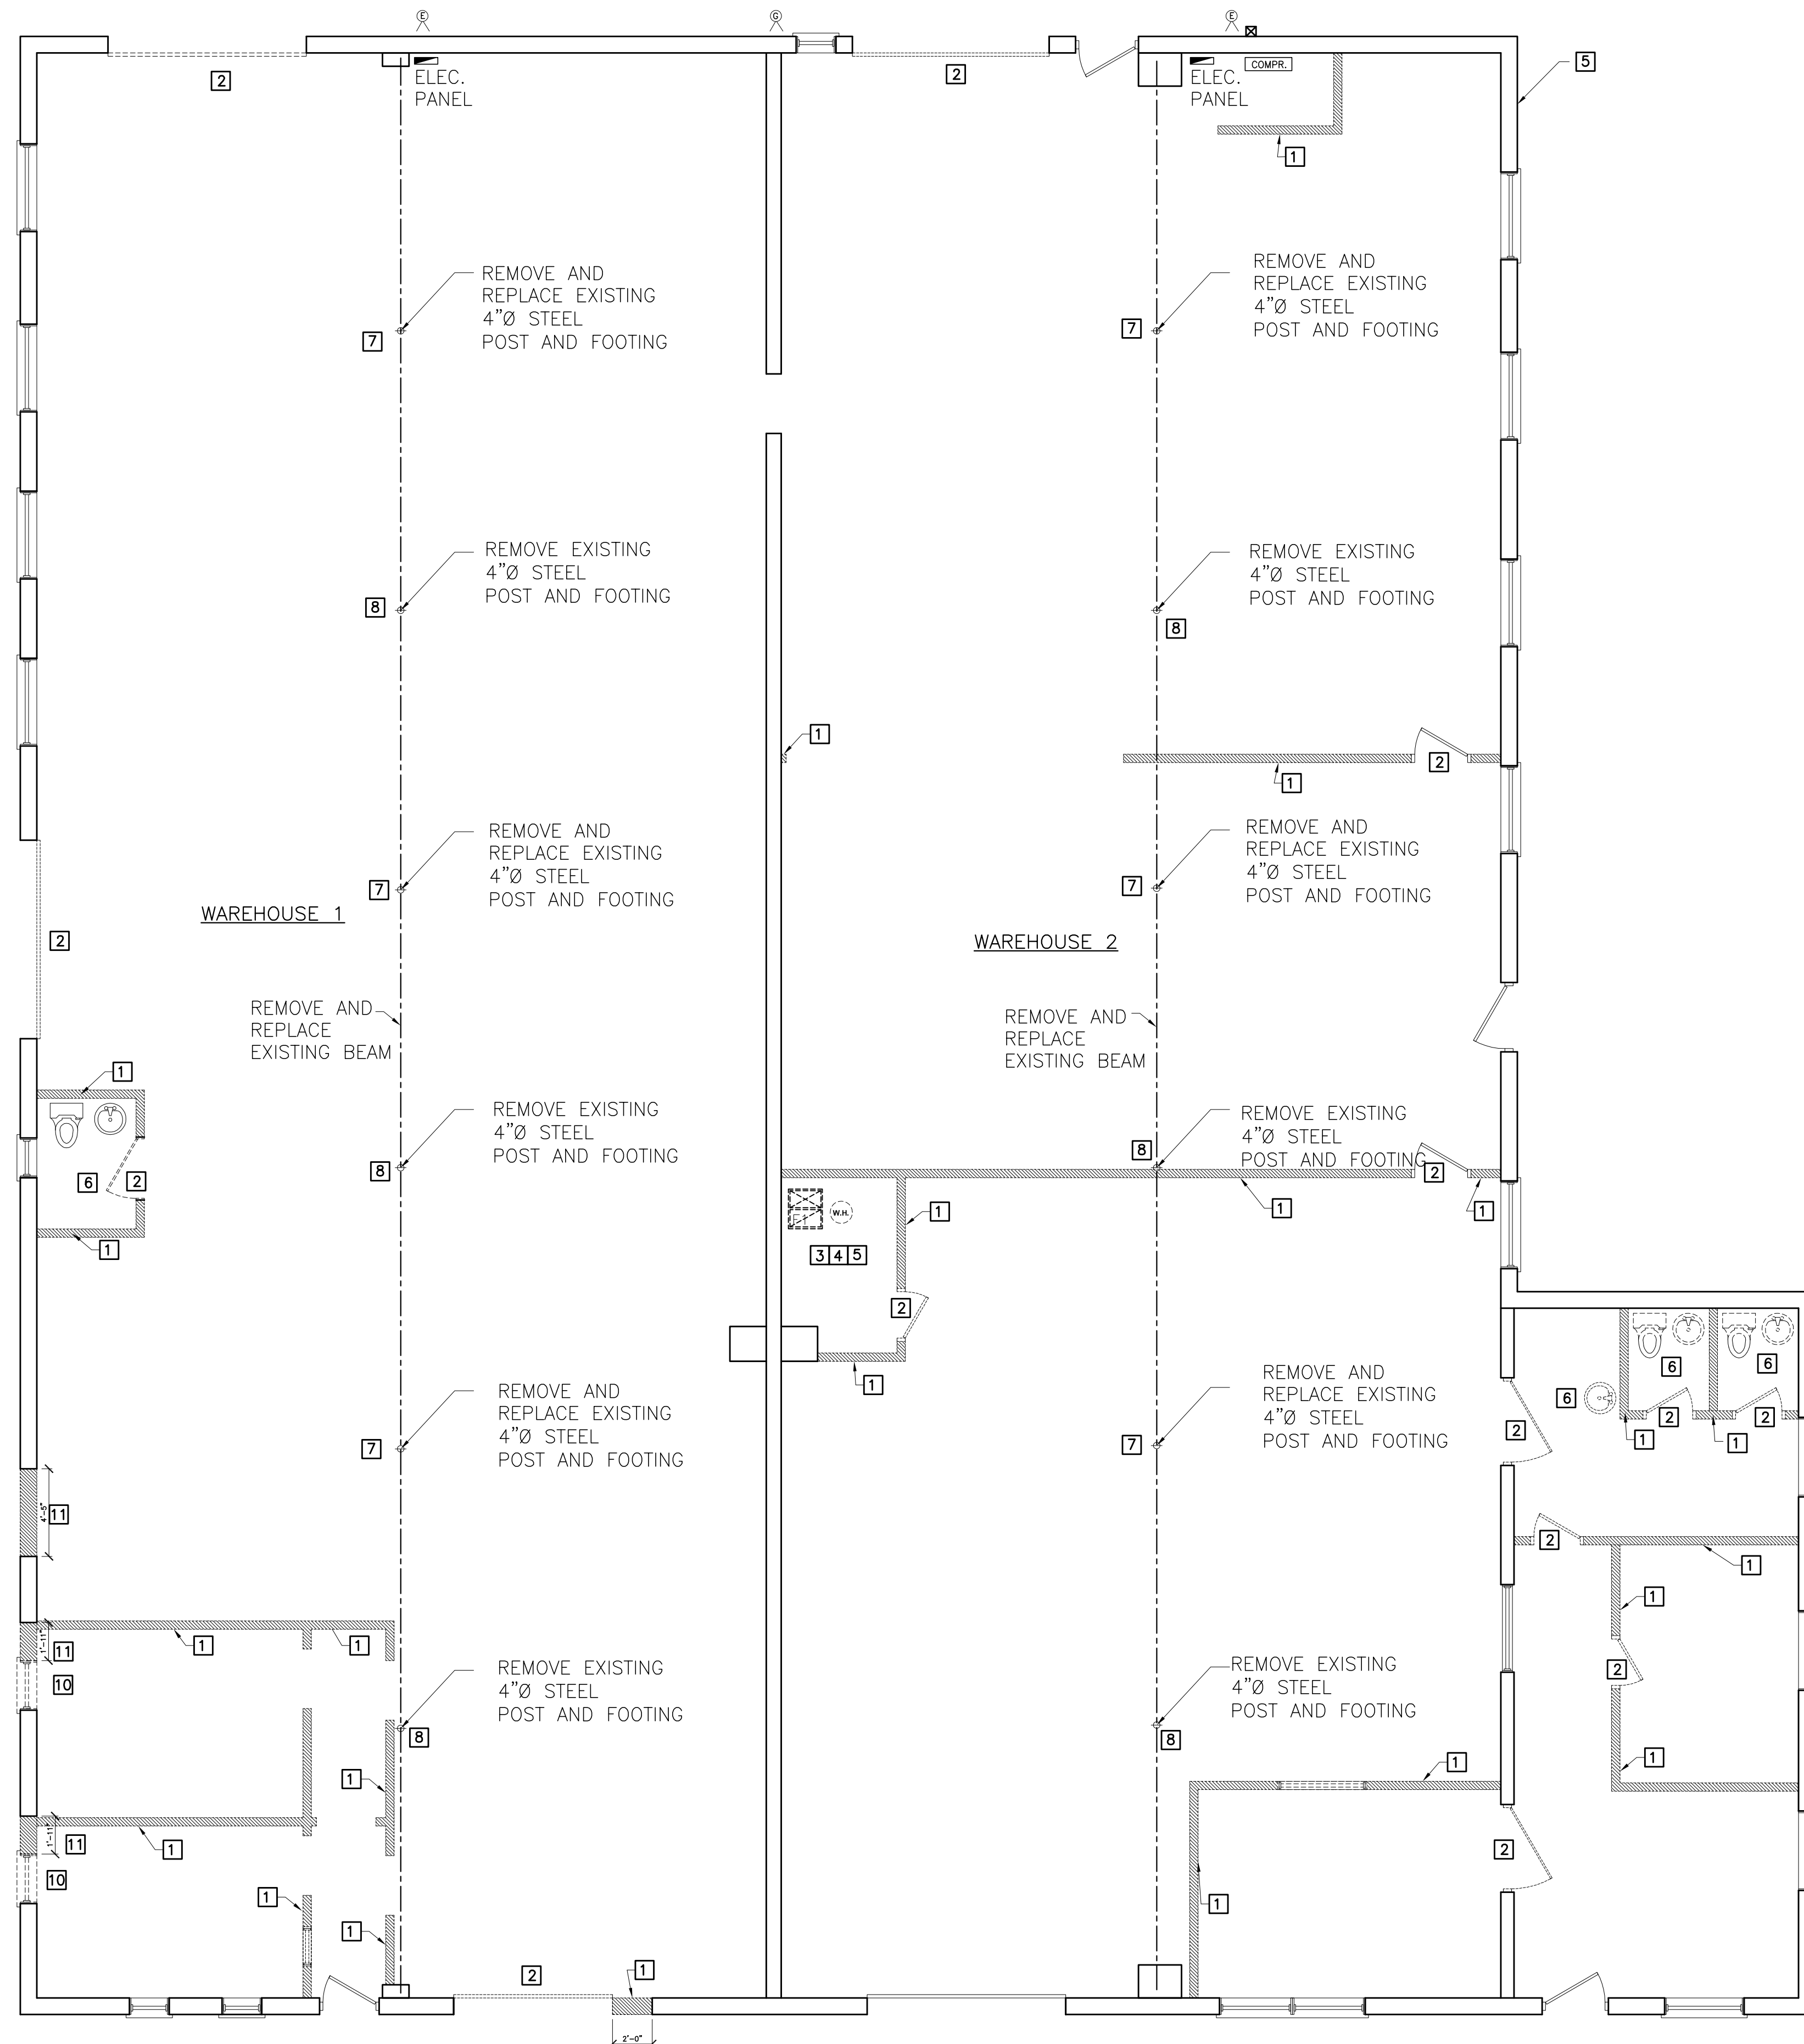 E
G
E
ELEC.
PANEL
ELEC.
PANEL
COMPR.
2
2
5
1
REMOVE AND
REPLACE EXISTING
4"Ø STEEL
POST AND FOOTING
7
REMOVE AND
REPLACE EXISTING
4"Ø STEEL
POST AND FOOTING
7
REMOVE EXISTING
4"Ø STEEL
POST AND FOOTING
8
REMOVE EXISTING
4"Ø STEEL
POST AND FOOTING
8
1
2
1
REMOVE AND
REPLACE EXISTING
4"Ø STEEL
POST AND FOOTING
7
REMOVE AND
REPLACE EXISTING
4"Ø STEEL
POST AND FOOTING
7
WAREHOUSE 1
WAREHOUSE 2
2
REMOVE AND
REPLACE
EXISTING BEAM
REMOVE AND
REPLACE
EXISTING BEAM
1
6
2
1
REMOVE EXISTING
4"Ø STEEL
POST AND FOOTING
8
REMOVE EXISTING
4"Ø STEEL
POST AND FOOTING
8
2
1
1
1
W.H.
3 4 5
2
1
REMOVE AND
REPLACE EXISTING
4"Ø STEEL
POST AND FOOTING
7
REMOVE AND
REPLACE EXISTING
4"Ø STEEL
POST AND FOOTING
7
6
6
6
2
2
2
1
1
4'-5"
11
2
1
1
1
1'-11"
11
10
1
2
1
REMOVE EXISTING
4"Ø STEEL
POST AND FOOTING
8
REMOVE EXISTING
4"Ø STEEL
POST AND FOOTING
8
1
1
1'-11"
11
10
1
2
1
1
1
2
1
2'-0"